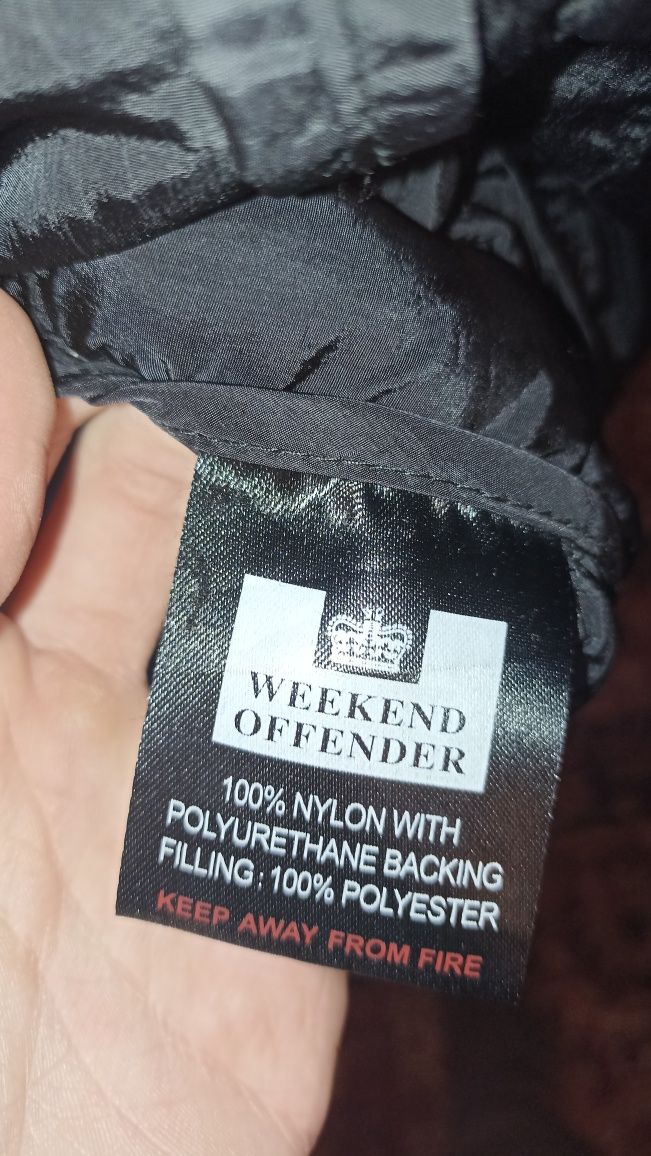 WEEKEND
OFFENDER
100% NYLON WITH
POLYURETHANE BACKING
FILLING : 100% POLYESTER
KEEP AWAY FROM FIRE